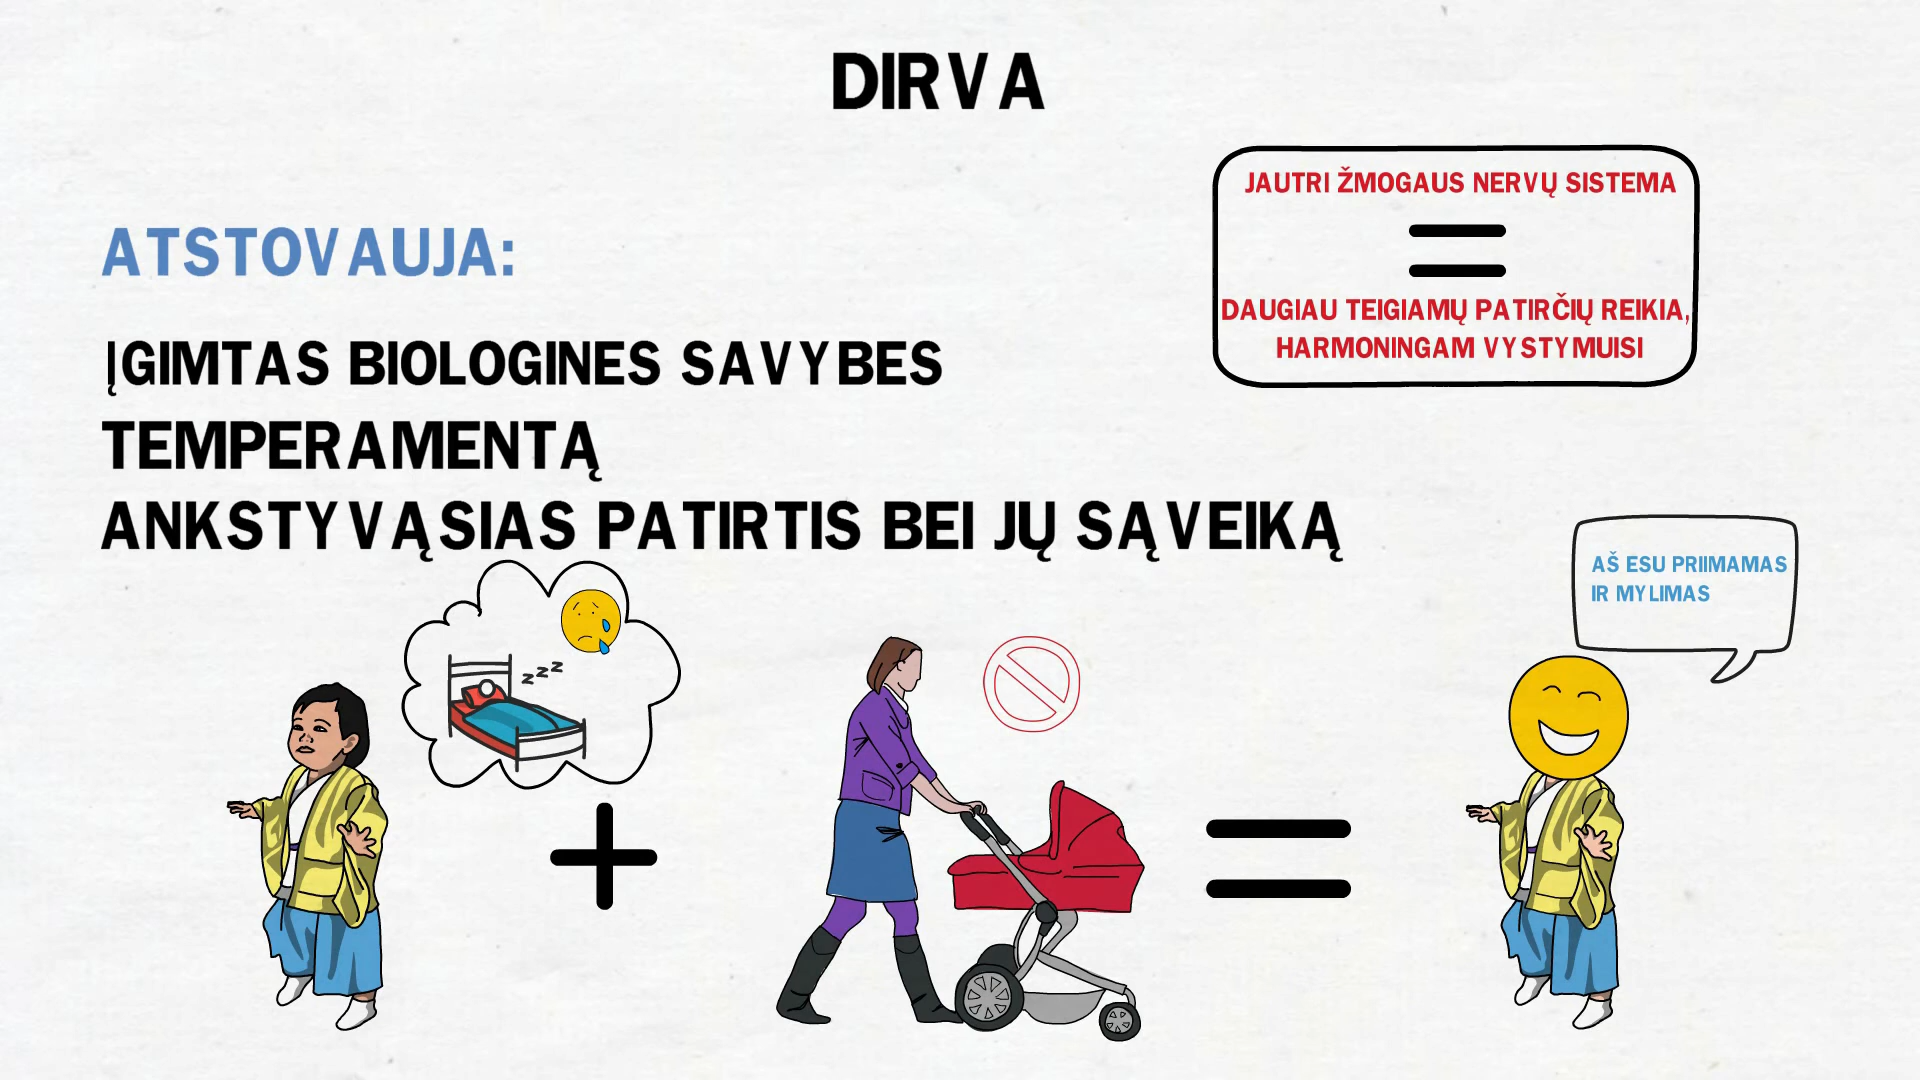 DIRVA
JAUTRI ŽMOGAUS NERVŲ SISTEMA
=
DAUGIAU TEIGIAMŲ PATIRČIŲ REIKIA,
HARMONINGAM VYSTYMUISI
ATSTOVAUJA:
ĮGIMTAS BIOLOGINES SAVYBES
TEMPERAMENTĄ
ANKSTYVĄSIAS PATIRTIS BEI JŲ SĄVEIKĄ
AŠ ESU PRIIMAMAS
IR MYLIMAS
zzz
+
=